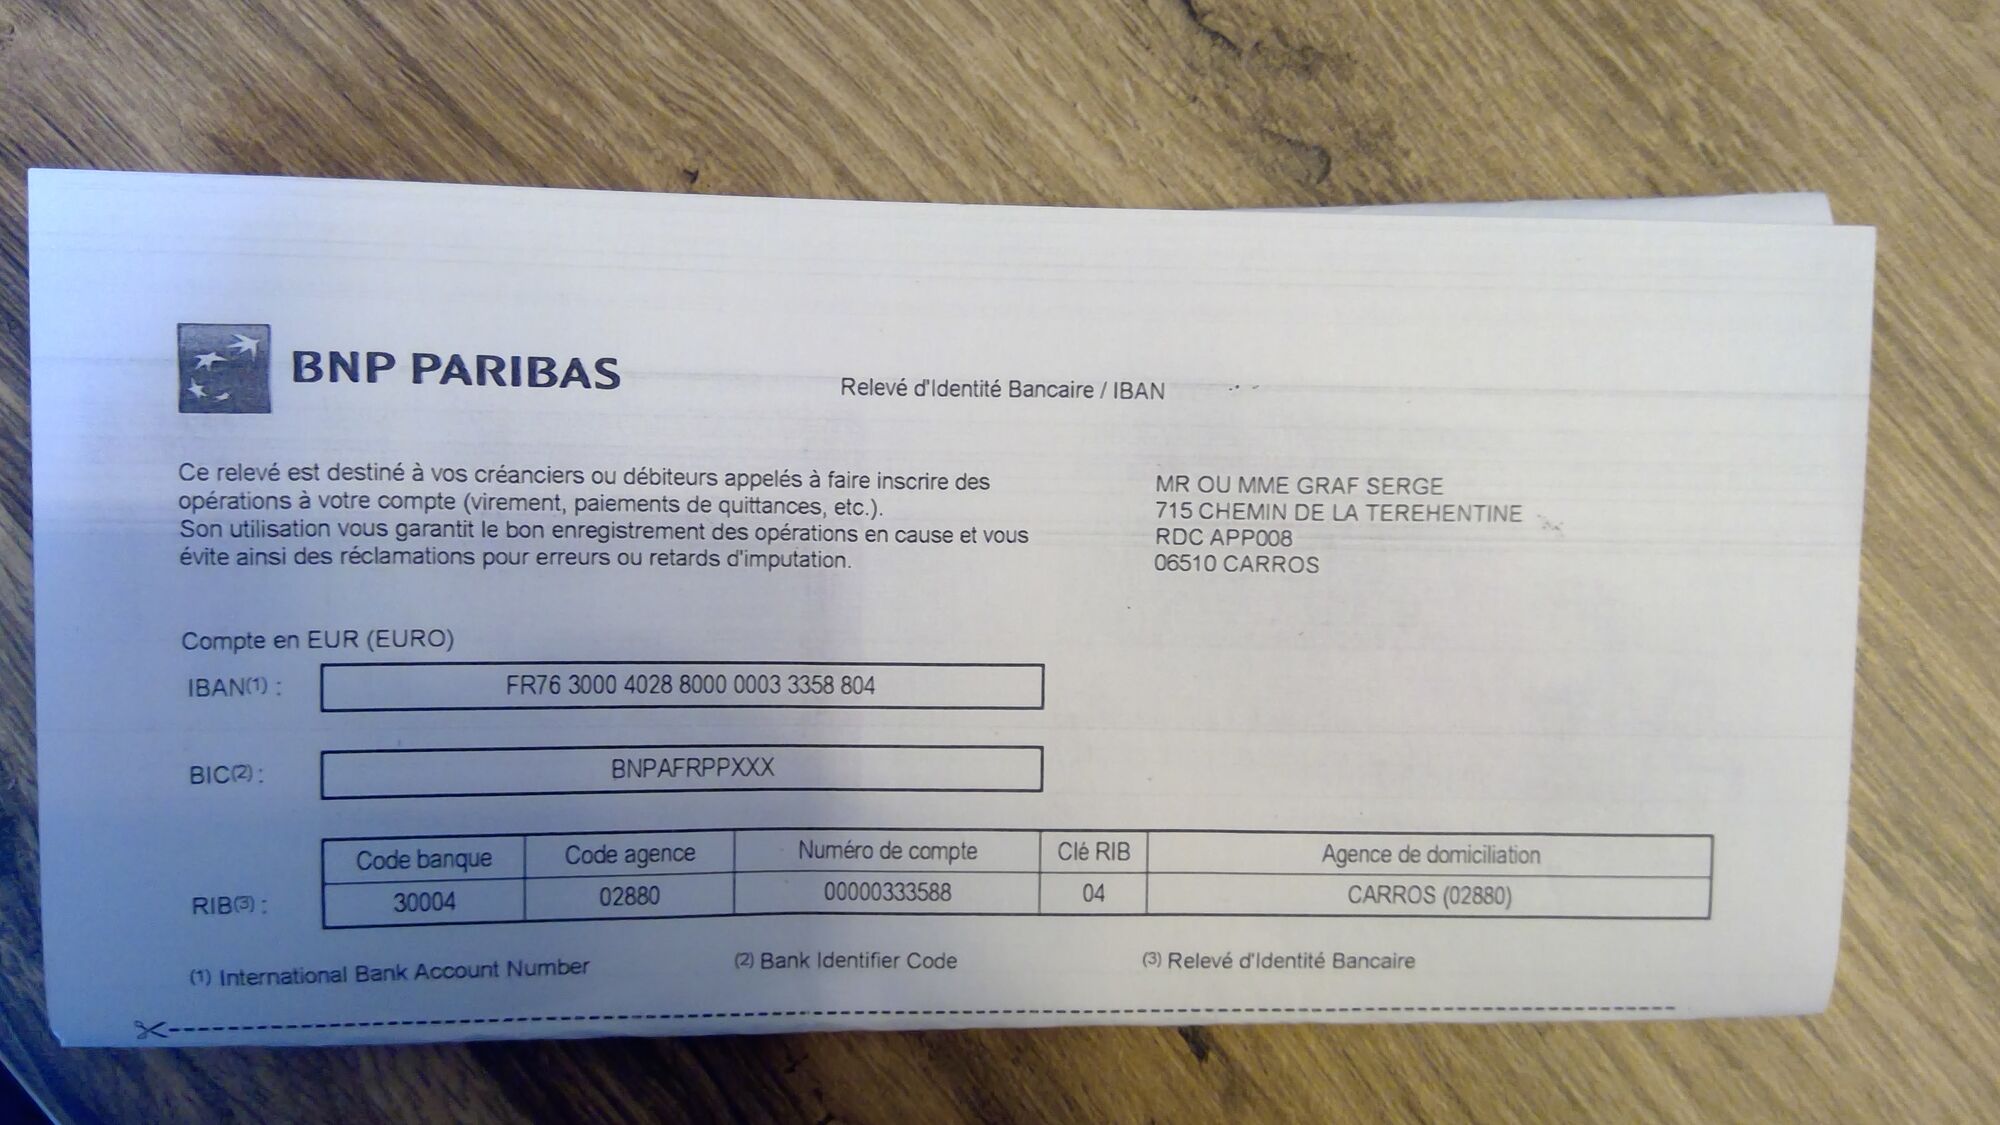 BNP PARIBAS
Relevé d'Identité Bancaire / IBAN
Ce relevé est destiné à vos créanciers ou débiteurs appelés à faire inscrire des
opérations à votre compte (virement, paiements de quittances, etc.).
Son utilisation vous garantit le bon enregistrement des opérations en cause et vous
évite ainsi des réclamations pour erreurs ou retards d'imputation.
MR OU MME GRAF SERGE
715 CHEMIN DE LA TEREHENTINE
RDC APP008
06510 CARROS
Compte en EUR (EURO)
IBAN(1) : FR76 3000 4028 8000 0003 3358 804
BIC(2) : BNPAFRPPXXX
Code banque Code agence Numéro de compte Clé RIB Agence de domiciliation
RIB(3) : 30004 02880 00000333588 04 CARROS (02880)
(1) International Bank Account Number (2) Bank Identifier Code (3) Relevé d'Identité Bancaire